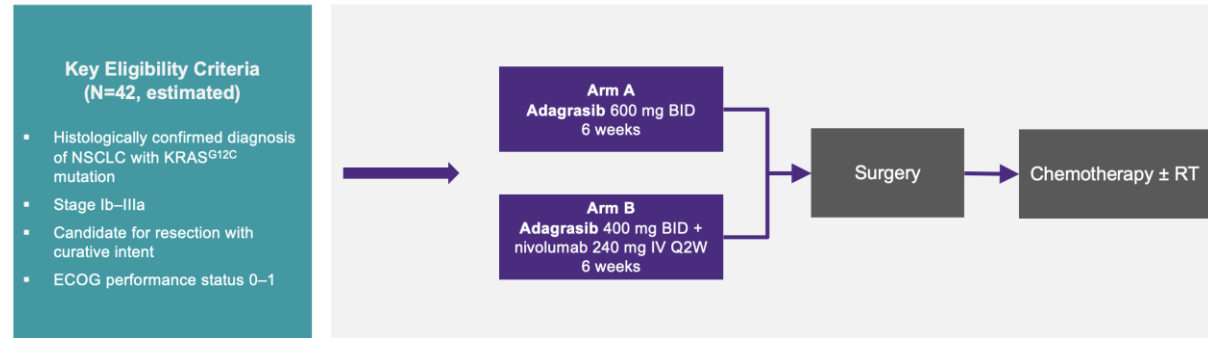 Key Eligibility Criteria
(N=42, estimated)
▪ Histologically confirmed diagnosis
of NSCLC with KRASᴳ¹²ᶜ
mutation
▪ Stage Ib–IIIa
▪ Candidate for resection with
curative intent
▪ ECOG performance status 0–1
Arm A
Adagrasib 600 mg BID
6 weeks
Arm B
Adagrasib 400 mg BID +
nivolumab 240 mg IV Q2W
6 weeks
Surgery
Chemotherapy ± RT